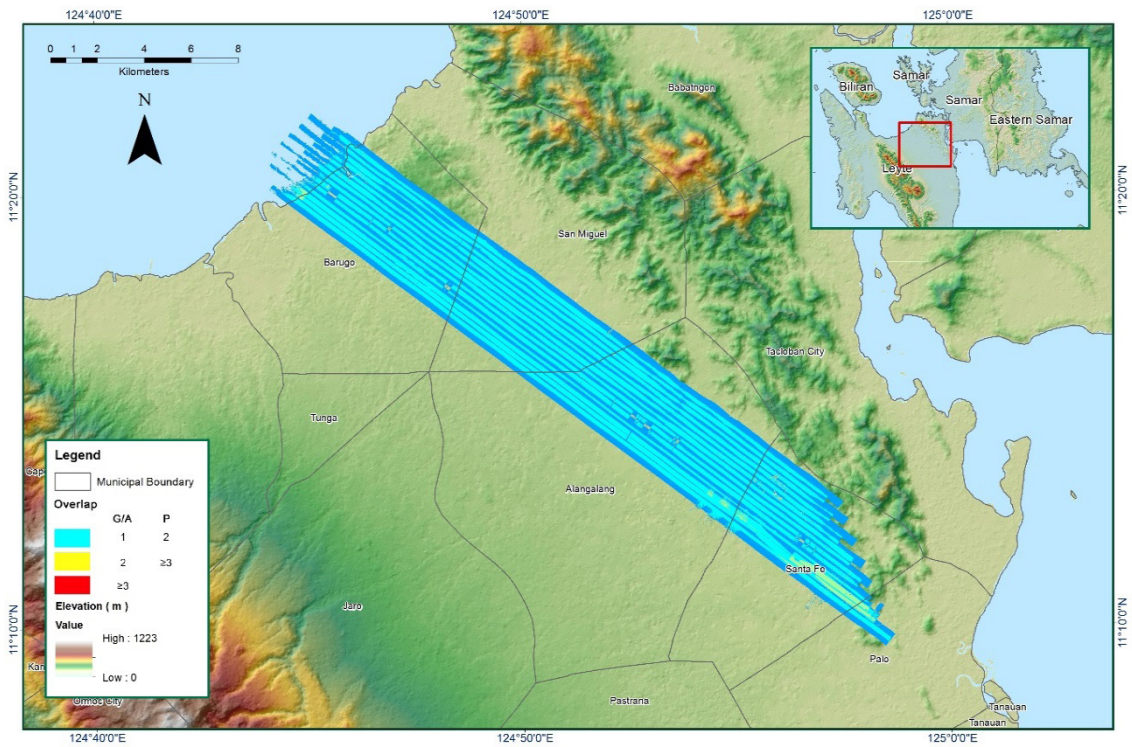 124°40'0"E 124°50'0"E 125°0'0"E
0 1 2 4 6 8
Kilometers
N
Biliran
Samar
Samar
Eastern Samar
Leyte
Babatngon
11°20'0"N 11°20'0"N
San Miguel
Barugo
Tacloban City
Tunga
Alangalang
Santa Fe
Jaro
Palo
Pastrana
Tanauan
Tanauan
Ormoc City
11°10'0"N 11°10'0"N
Legend
Municipal Boundary
Overlap
G/A P
1 2
2 ≥3
≥3
Elevation ( m )
Value
High : 1223
Low : 0
124°40'0"E 124°50'0"E 125°0'0"E